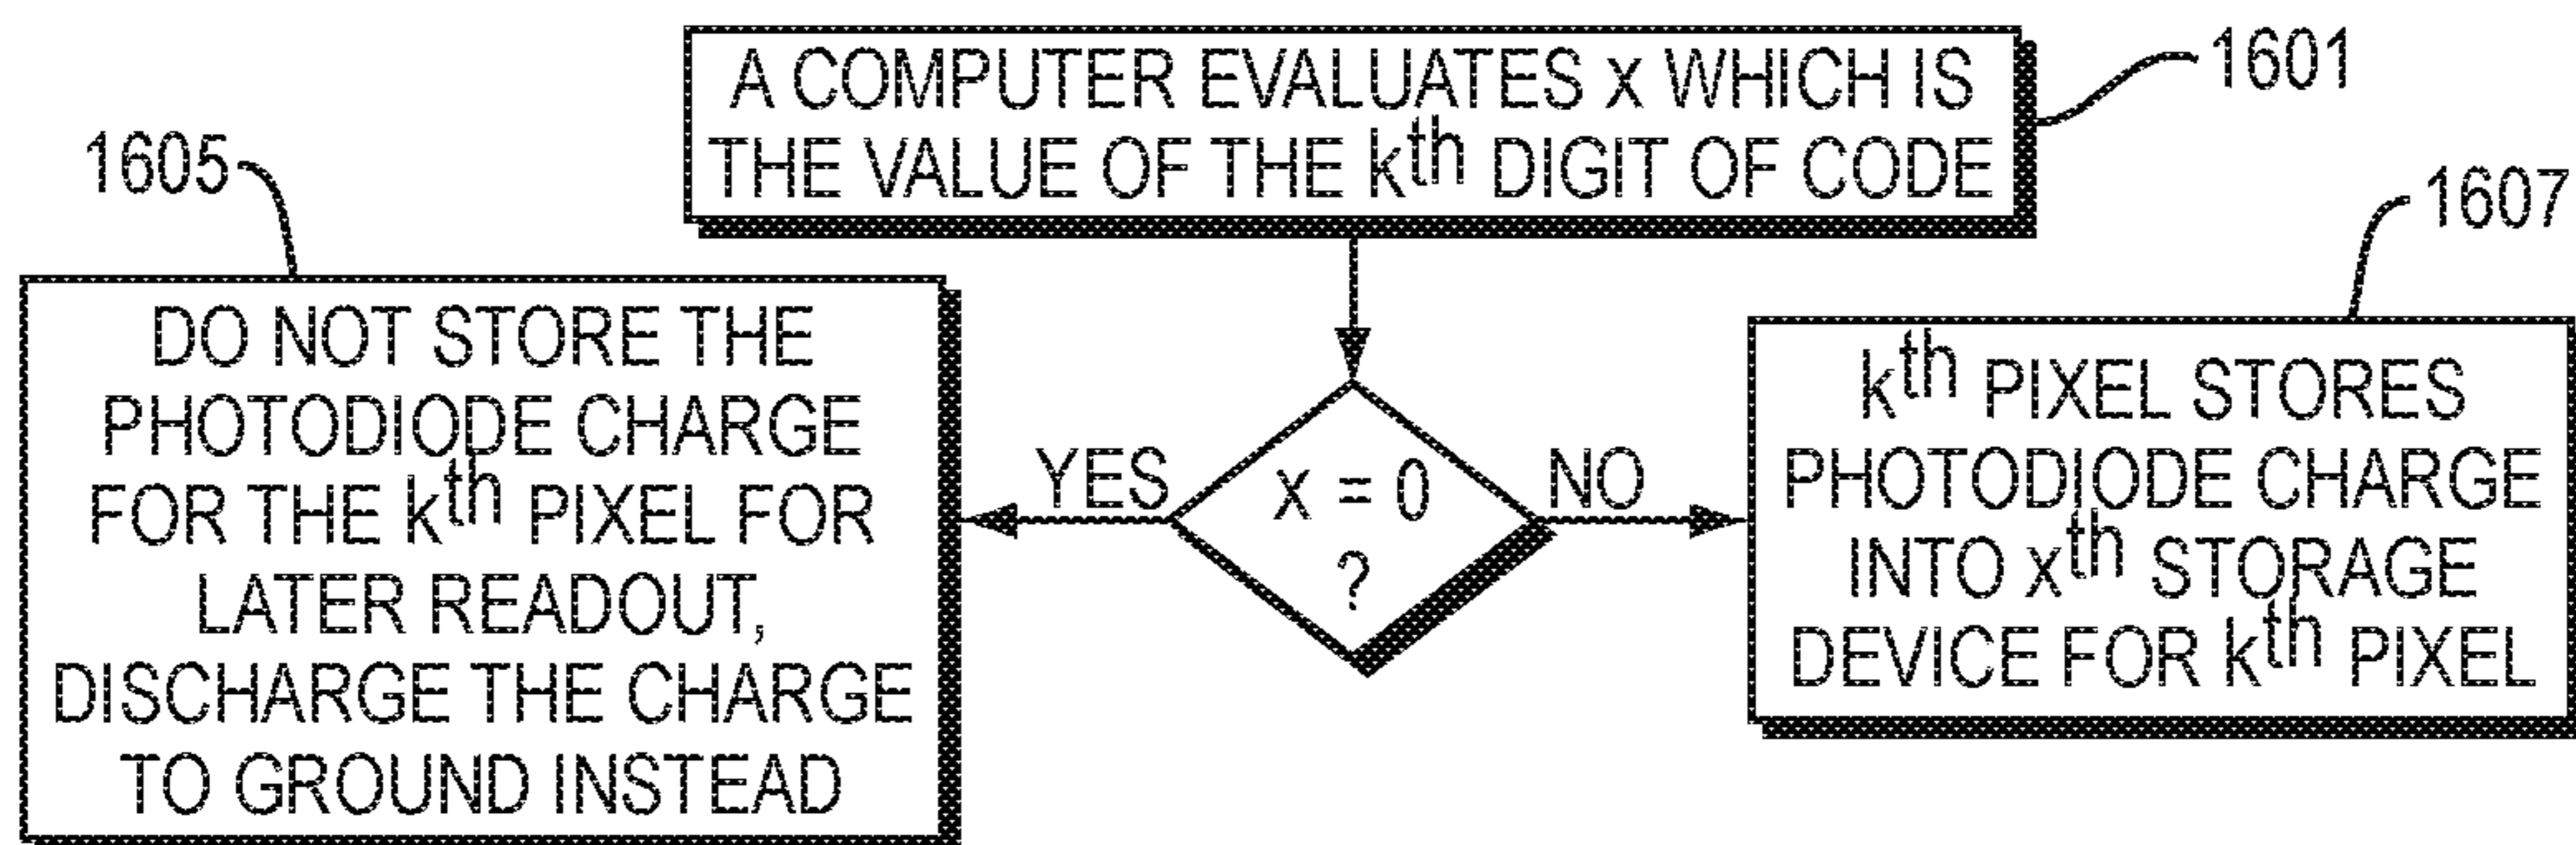 A COMPUTER EVALUATES x WHICH IS
THE VALUE OF THE kth DIGIT OF CODE
1601
1605
DO NOT STORE THE
PHOTODIODE CHARGE
FOR THE kth PIXEL FOR
LATER READOUT,
DISCHARGE THE CHARGE
TO GROUND INSTEAD
YES
X = 0
?
NO
1607
kth PIXEL STORES
PHOTODIODE CHARGE
INTO xth STORAGE
DEVICE FOR kth PIXEL